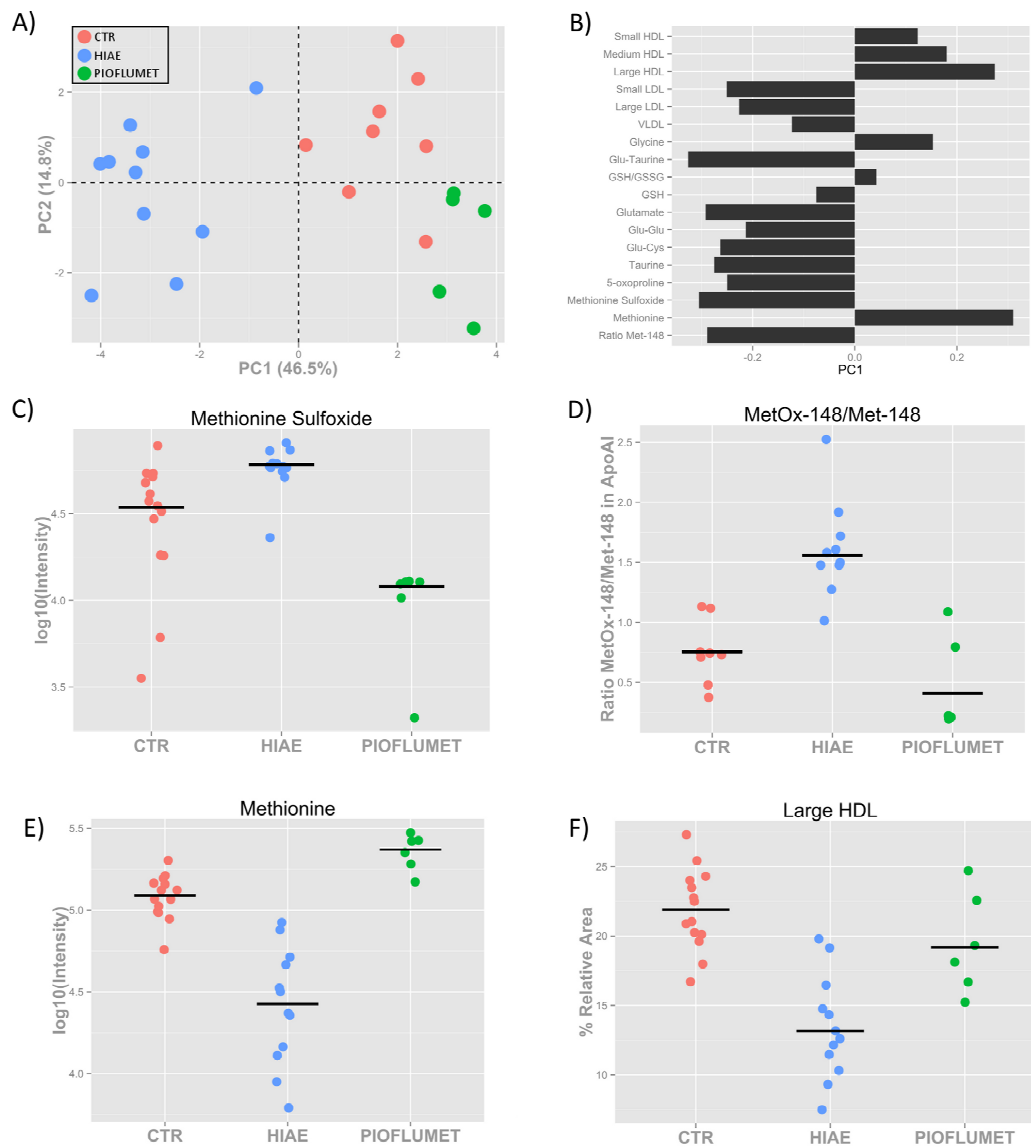 A)
CTR
HIAE
PIOFLUMET
PC2 (14.8%)
2
0
-2
-4
-2
0
2
4
PC1 (46.5%)
B)
Small HDL
Medium HDL
Large HDL
Small LDL
Large LDL
VLDL
Glycine
Glu-Taurine
GSH/GSSG
GSH
Glutamate
Glu-Glu
Glu-Cys
Taurine
5-oxoproline
Methionine Sulfoxide
Methionine
Ratio Met-148
-0.2
0.0
0.2
PC1
C)
Methionine Sulfoxide
log10(Intensity)
4.5
4.0
3.5
CTR
HIAE
PIOFLUMET
D)
MetOx-148/Met-148
Ratio MetOx-148/Met-148 in ApoAI
2.5
2.0
1.5
1.0
0.5
CTR
HIAE
PIOFLUMET
E)
Methionine
log10(Intensity)
5.5
5.0
4.5
4.0
CTR
HIAE
PIOFLUMET
F)
Large HDL
% Relative Area
25
20
15
10
CTR
HIAE
PIOFLUMET